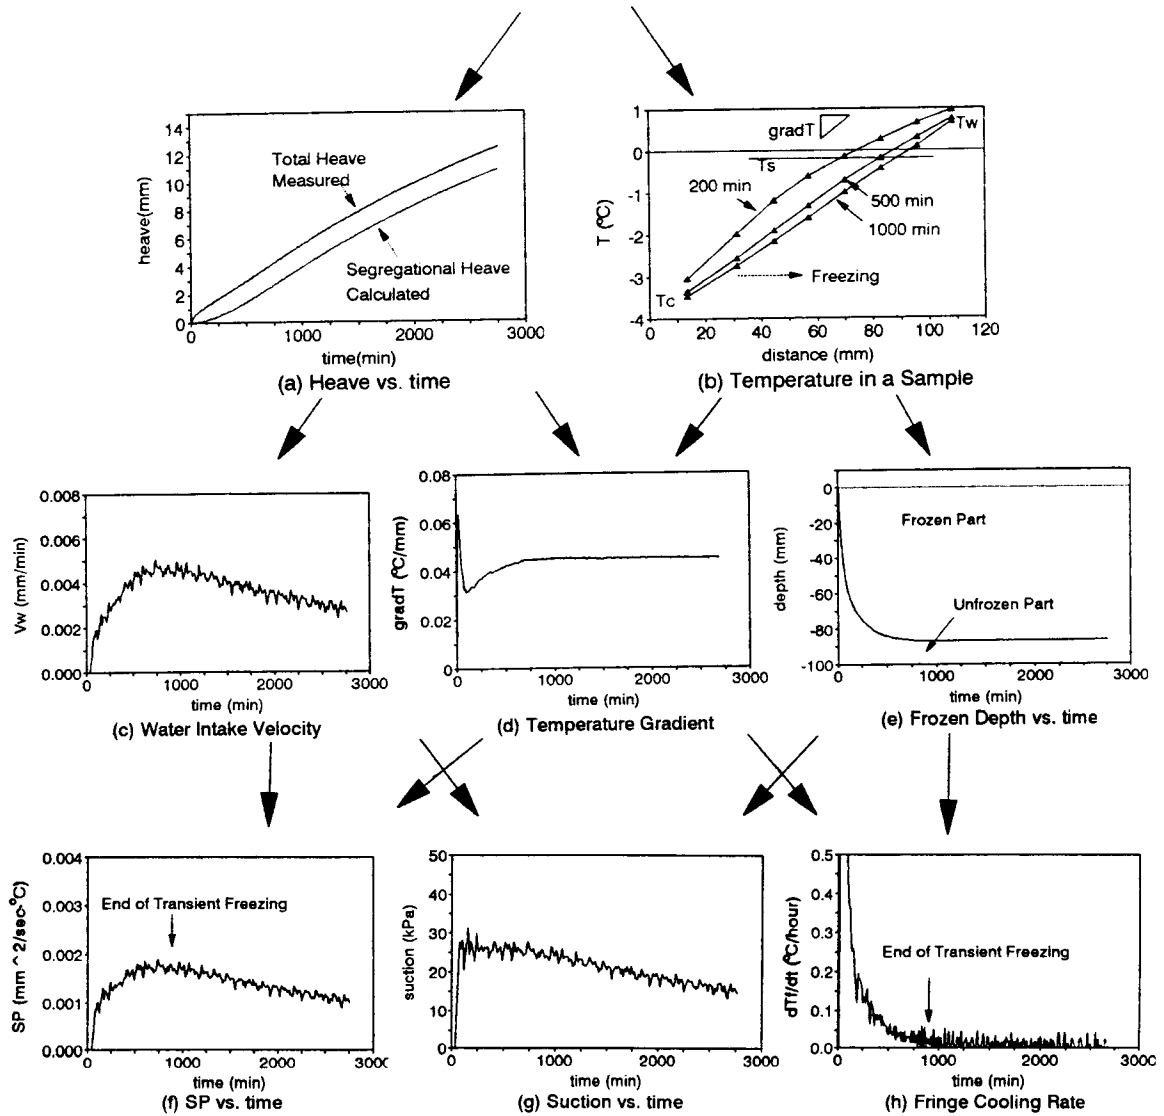 heave(mm)
14
12
10
8
6
4
2
0
Total Heave
Measured
Segregational Heave
Calculated
0 1000 2000 3000
time(min)
(a) Heave vs. time
T (ºC)
1
0
-1
-2
-3
-4
gradT
Tw
Ts
200 min
500 min
1000 min
Freezing
Tc
0 20 40 60 80 100 120
distance (mm)
(b) Temperature in a Sample
Vw (mm/min)
0.008
0.006
0.004
0.002
0.000
0 1000 2000 3000
time (min)
(c) Water Intake Velocity
gradT (ºC/mm)
0.08
0.06
0.04
0.02
0
0 1000 2000 3000
time (min)
(d) Temperature Gradient
depth (mm)
0
-20
-40
-60
-80
-100
Frozen Part
Unfrozen Part
0 1000 2000 3000
time (min)
(e) Frozen Depth vs. time
SP (mm ^ 2/sec-ºC)
0.004
0.003
0.002
0.001
0.000
End of Transient Freezing
0 1000 2000 3000
time (min)
(f) SP vs. time
suction (kPa)
50
40
30
20
10
0
0 1000 2000 3000
time (min)
(g) Suction vs. time
dTf/dt (ºC/hour)
0.5
0.4
0.3
0.2
0.1
0.0
End of Transient Freezing
0 1000 2000 3000
time (min)
(h) Fringe Cooling Rate